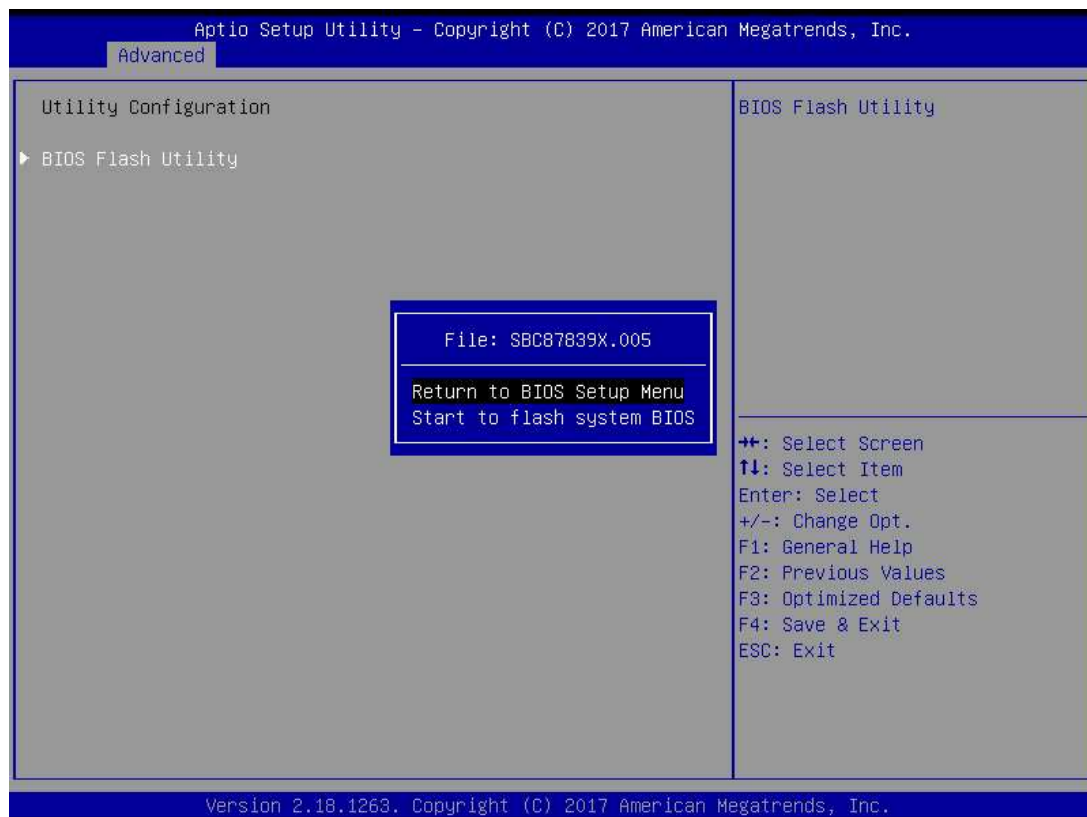 Aptio Setup Utility – Copyright (C) 2017 American Megatrends, Inc.
Advanced
Utility Configuration
BIOS Flash Utility
BIOS Flash Utility
File: SBC87839X.005
Return to BIOS Setup Menu
Start to flash system BIOS
→←: Select Screen
↑↓: Select Item
Enter: Select
+/-: Change Opt.
F1: General Help
F2: Previous Values
F3: Optimized Defaults
F4: Save & Exit
ESC: Exit
Version 2.18.1263. Copyright (C) 2017 American Megatrends, Inc.